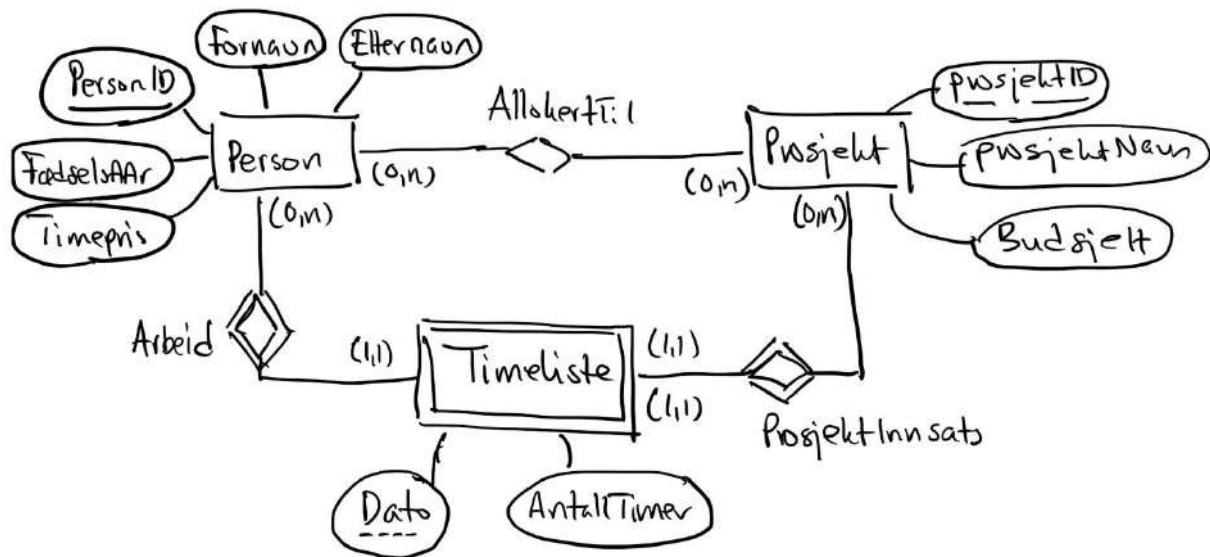 Fornavn
Etternavn
PersonID
prosjektID
AllokertTil
Person
Prosjekt
prosjektNavn
FødselsÅAr
(0,n)
(0,n)
Timepris
(0,n)
(0,n)
Budsjett
Arbeid
(1,1)
Timeliste
(1,1)
(1,1)
ProsjektInnsats
Dato
AntallTimer